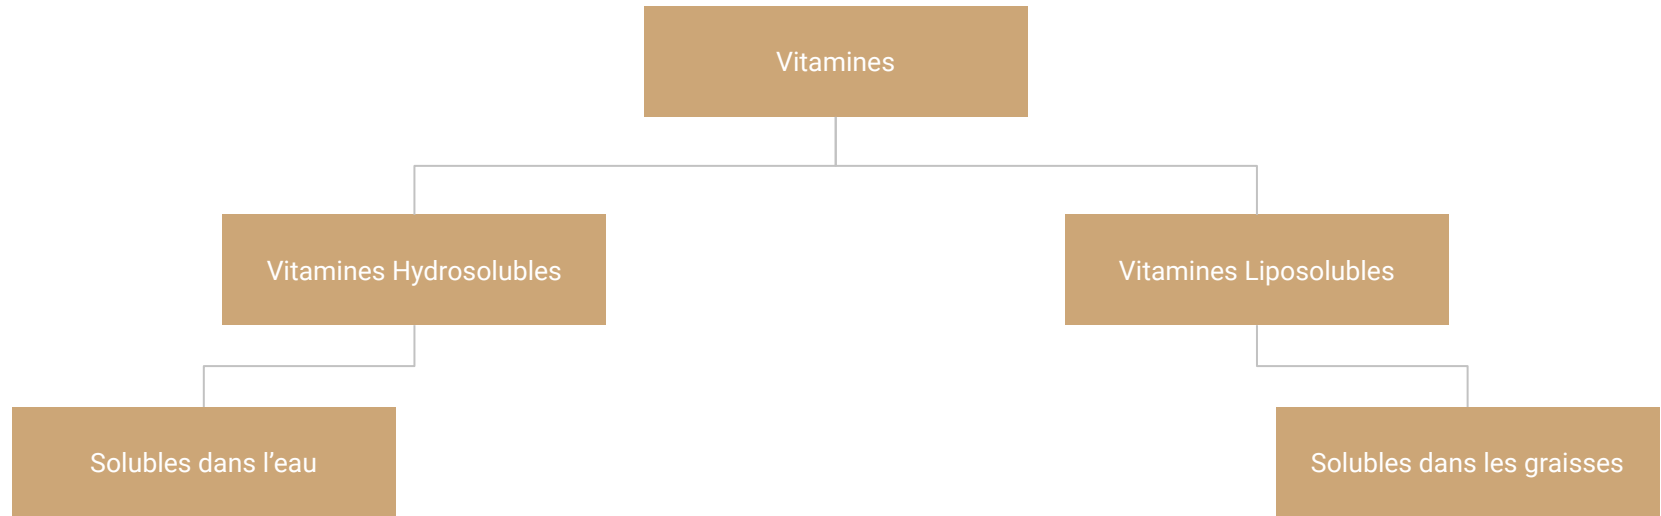 Vitamines
Vitamines Hydrosolubles
Vitamines Liposolubles
Solubles dans l’eau
Solubles dans les graisses